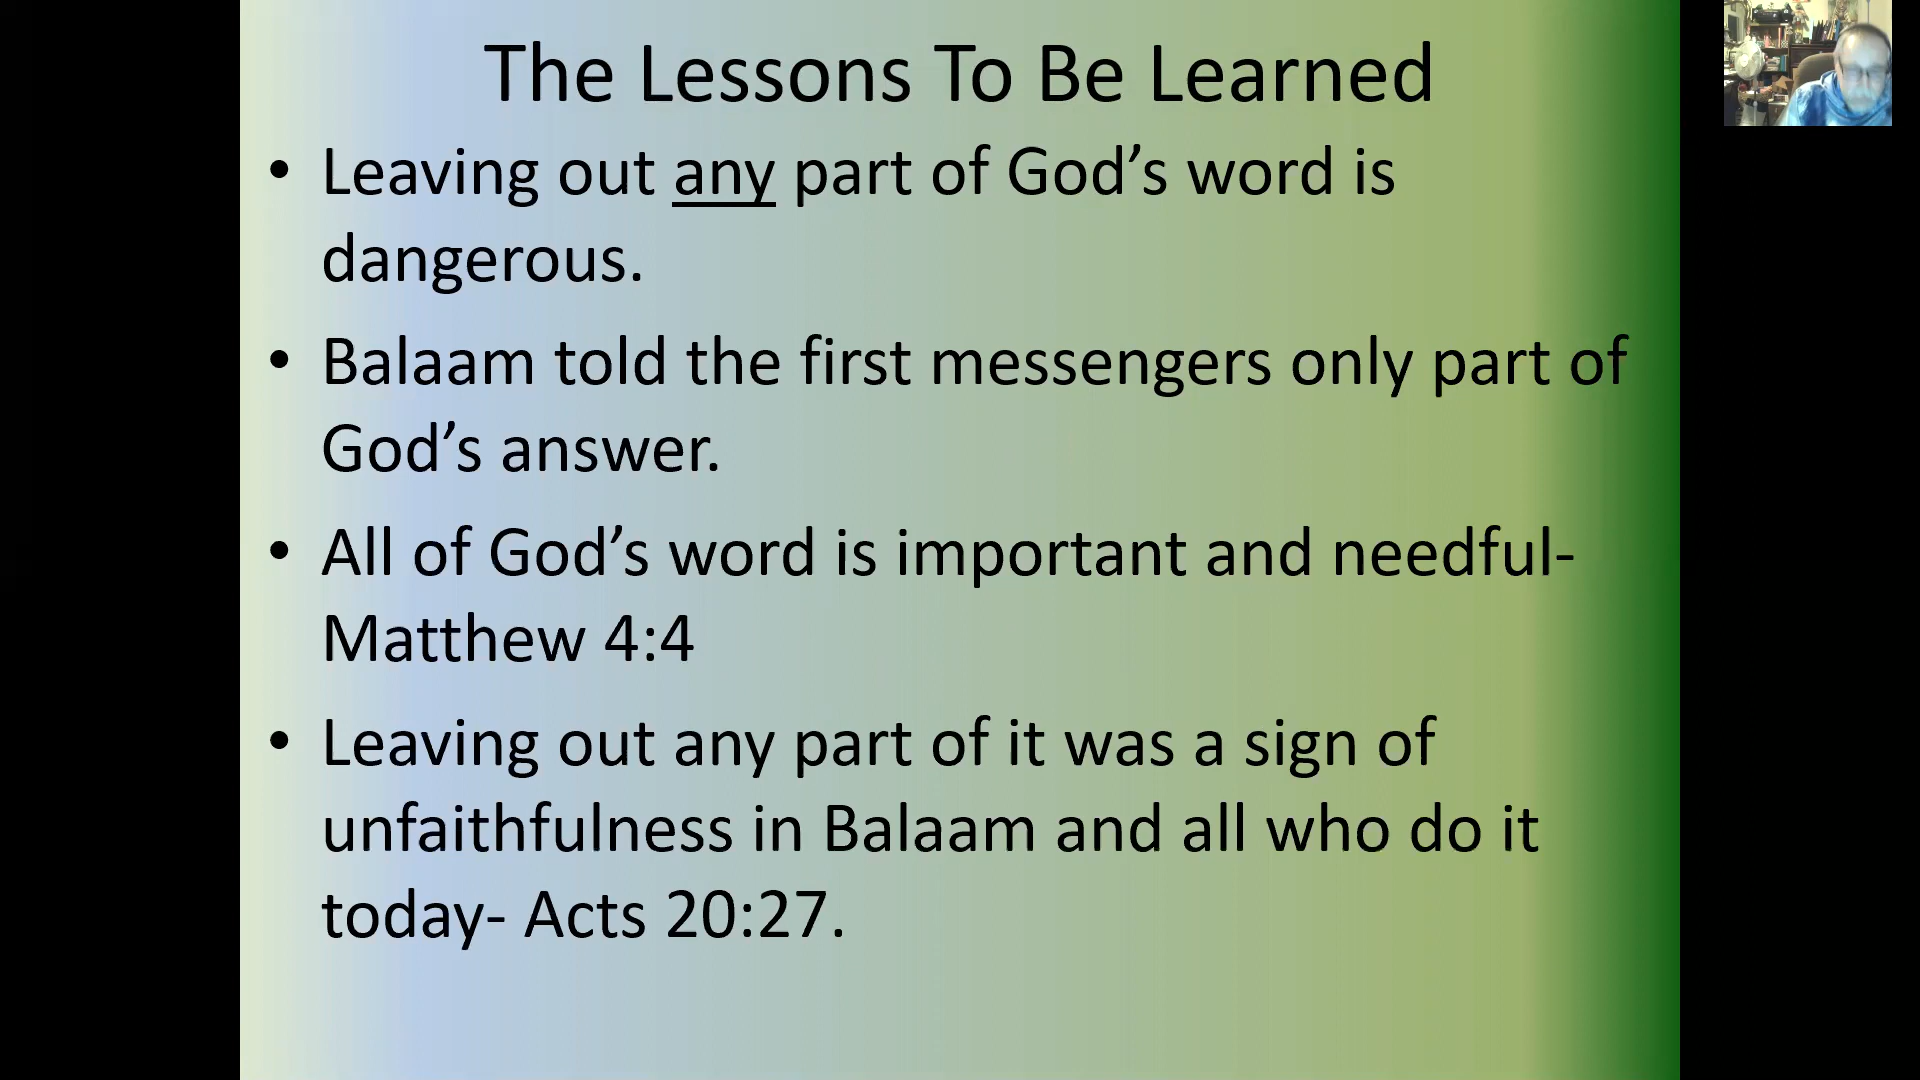 The Lessons To Be Learned
• Leaving out any part of God’s word is
dangerous.
• Balaam told the first messengers only part of
God’s answer.
• All of God’s word is important and needful-
Matthew 4:4
• Leaving out any part of it was a sign of
unfaithfulness in Balaam and all who do it
today- Acts 20:27.